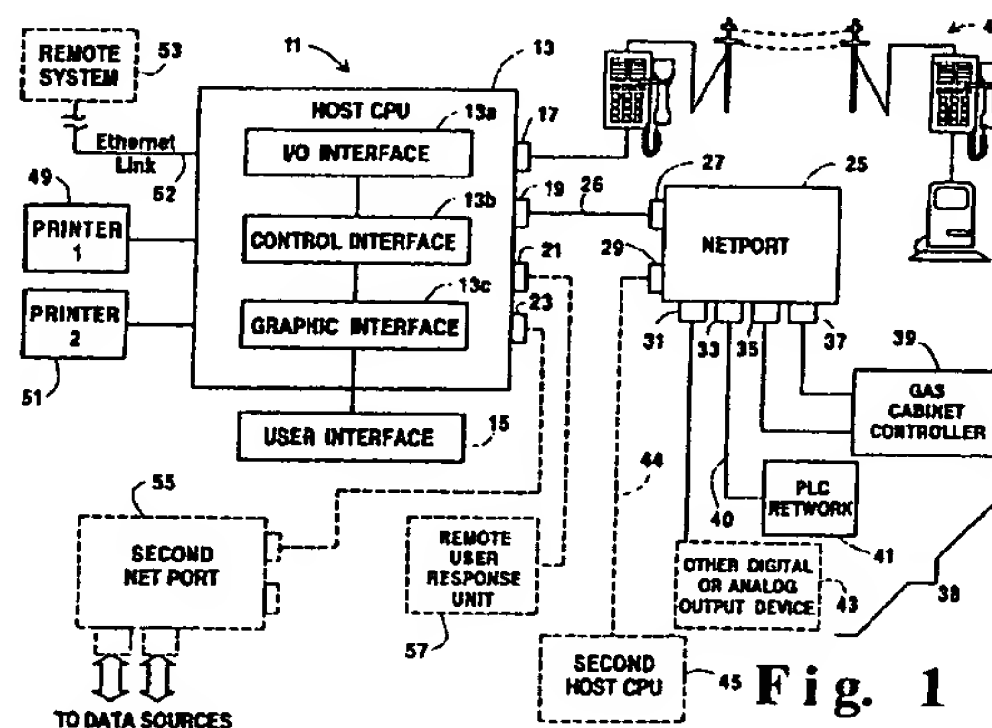 REMOTE
SYSTEM
53
11
13
4
HOST CPU
13a
17
I/O INTERFACE
Ethernet
Link
52
49
PRINTER
1
19
26
27
25
13b
CONTROL INTERFACE
NETPORT
21
29
13c
23
PRINTER
2
GRAPHIC INTERFACE
31
33
35
37
39
51
GAS
CABINET
CONTROLLER
USER INTERFACE
15
44
55
PLC
NETWORK
40
41
SECOND
NET PORT
REMOTE
USER
RESPONSE
UNIT
OTHER DIGITAL
OR ANALOG
OUTPUT DEVICE
43
38
57
SECOND
HOST CPU
45
Fig. 1
TO DATA SOURCES